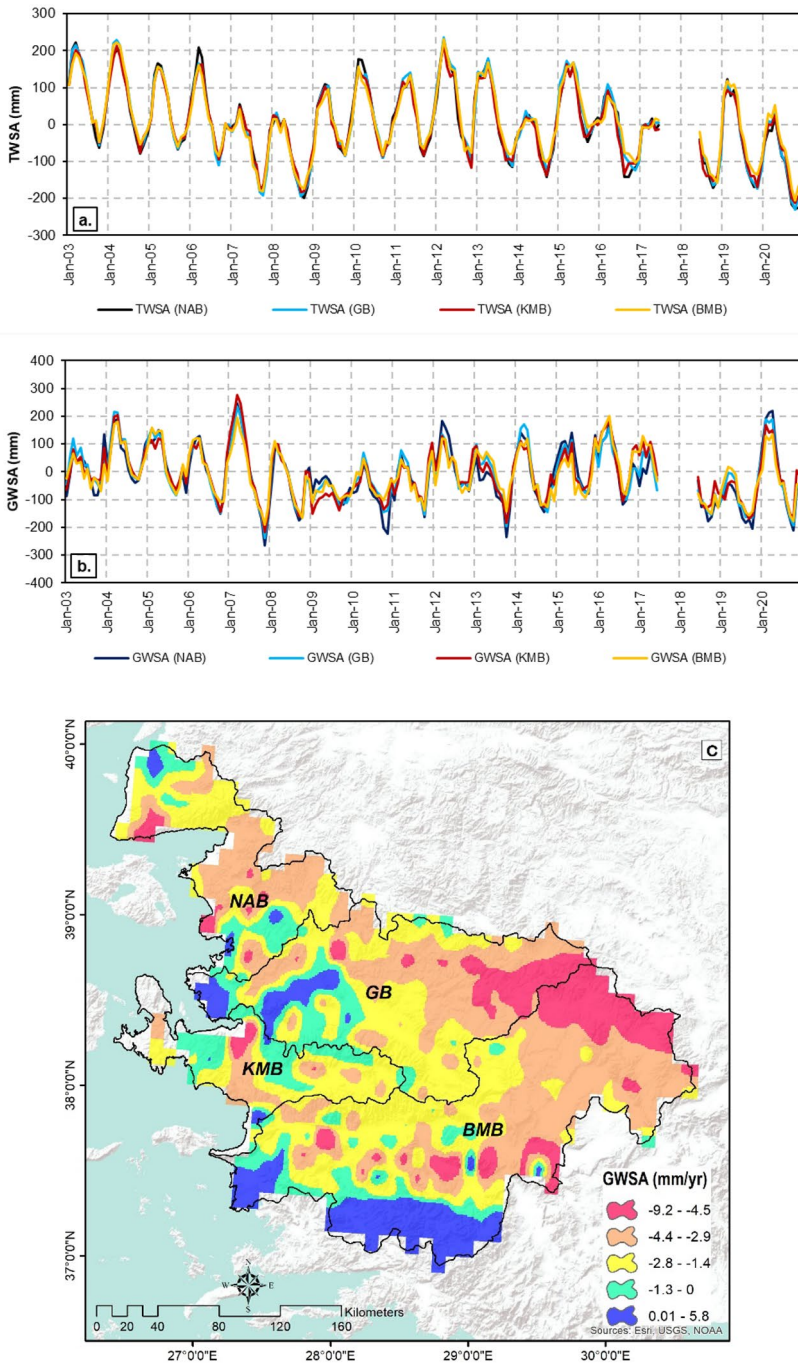 300
200
100
0
-100
-200
-300
TWSA (mm)
a.
Jan-03
Jan-04
Jan-05
Jan-06
Jan-07
Jan-08
Jan-09
Jan-10
Jan-11
Jan-12
Jan-13
Jan-14
Jan-15
Jan-16
Jan-17
Jan-18
Jan-19
Jan-20
TWSA (NAB) TWSA (GB) TWSA (KMB) TWSA (BMB)
400
300
200
100
0
-100
-200
-300
-400
GWSA (mm)
b.
Jan-03
Jan-04
Jan-05
Jan-06
Jan-07
Jan-08
Jan-09
Jan-10
Jan-11
Jan-12
Jan-13
Jan-14
Jan-15
Jan-16
Jan-17
Jan-18
Jan-19
Jan-20
GWSA (NAB) GWSA (GB) GWSA (KMB) GWSA (BMB)
C
40°0'0"N
39°0'0"N
38°0'0"N
37°0'0"N
NAB
GB
KMB
BMB
GWSA (mm/yr)
-9.2 - -4.5
-4.4 - -2.9
-2.8 - -1.4
-1.3 - 0
0.01 - 5.8
N
W E
S
0 20 40 80 120 160 Kilometers
Sources: Esri, USGS, NOAA
27°0'0"E 28°0'0"E 29°0'0"E 30°0'0"E